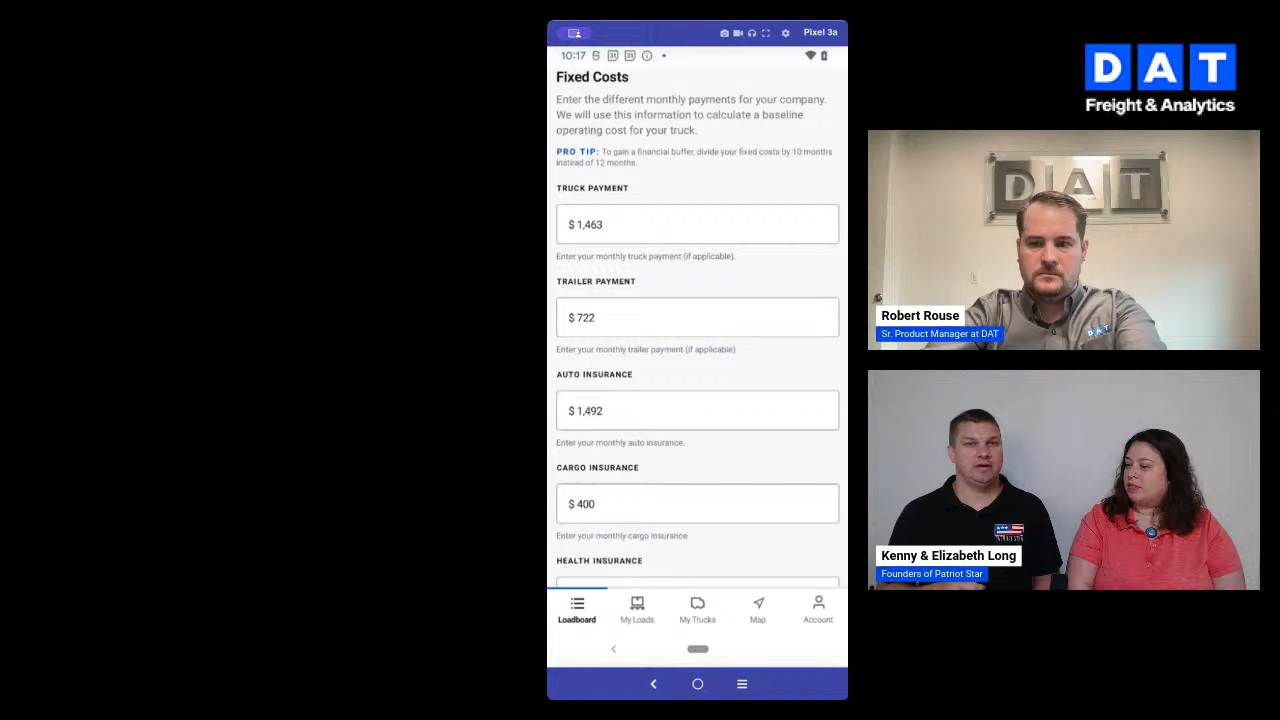 Pixel 3a
10:17
31
31
Fixed Costs
Enter the different monthly payments for your company.
We will use this information to calculate a baseline
operating cost for your truck.
PRO TIP: To gain a financial buffer, divide your fixed costs by 10 months
instead of 12 months.
TRUCK PAYMENT
$ 1,463
Enter your monthly truck payment (if applicable).
TRAILER PAYMENT
$ 722
Enter your monthly trailer payment (if applicable)
AUTO INSURANCE
$ 1,492
Enter your monthly auto insurance.
CARGO INSURANCE
$ 400
Enter your monthly cargo insurance
HEALTH INSURANCE
Loadboard
My Loads
My Trucks
Map
Account
DAT
Freight & Analytics
DAT
DAT
Robert Rouse
Sr. Product Manager at DAT
Kenny & Elizabeth Long
Founders of Patriot Star